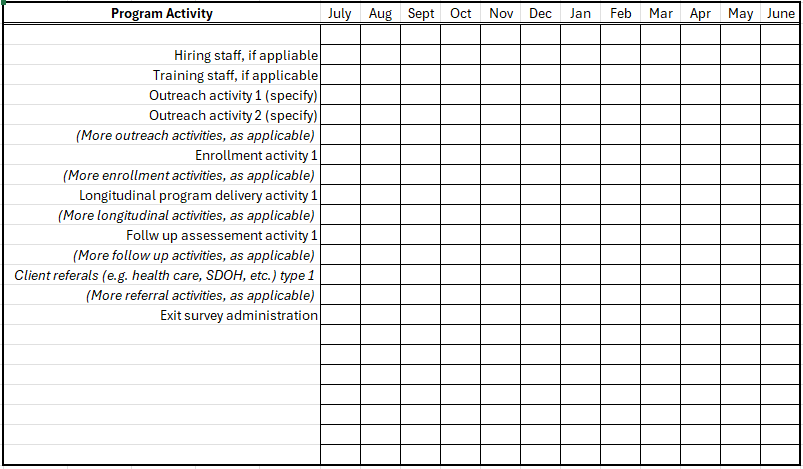 Program Activity July Aug Sept Oct Nov Dec Jan Feb Mar Apr May June
Hiring staff, if appliable
Training staff, if applicable
Outreach activity 1 (specify)
Outreach activity 2 (specify)
(More outreach activities, as applicable)
Enrollment activity 1
(More enrollment activities, as applicable)
Longitudinal program delivery activity 1
(More longitudinal activities, as applicable)
Follw up assessement activity 1
(More follow up activities, as applicable)
Client referrals (e.g. health care, SDOH, etc.) type 1
(More referral activities, as applicable)
Exit survey administration